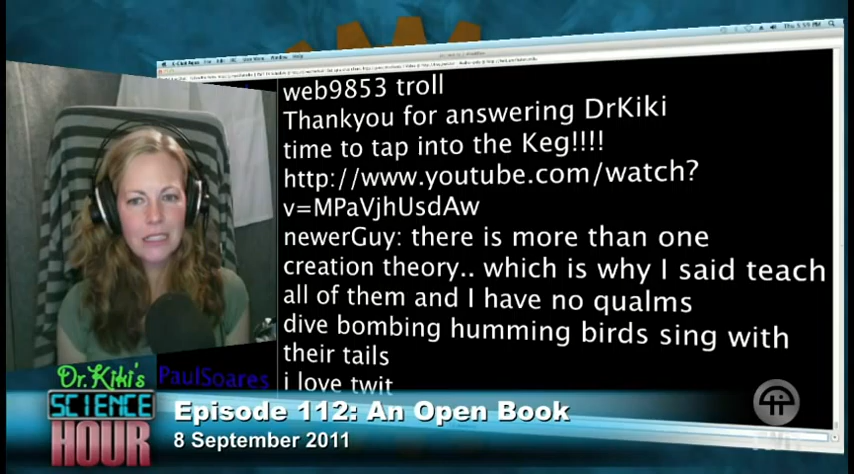 web9853 troll
Thankyou for answering DrKiki
time to tap into the Keg!!!!
http://www.youtube.com/watch?
v=MPaVjhUsdAw
newerGuy: there is more than one
creation theory.. which is why I said teach
all of them and I have no qualms
dive bombing humming birds sing with
their tails
i love twit
PaulSoares
Dr. Kiki's
SCIENCE
HOUR
Episode 112: An Open Book
8 September 2011